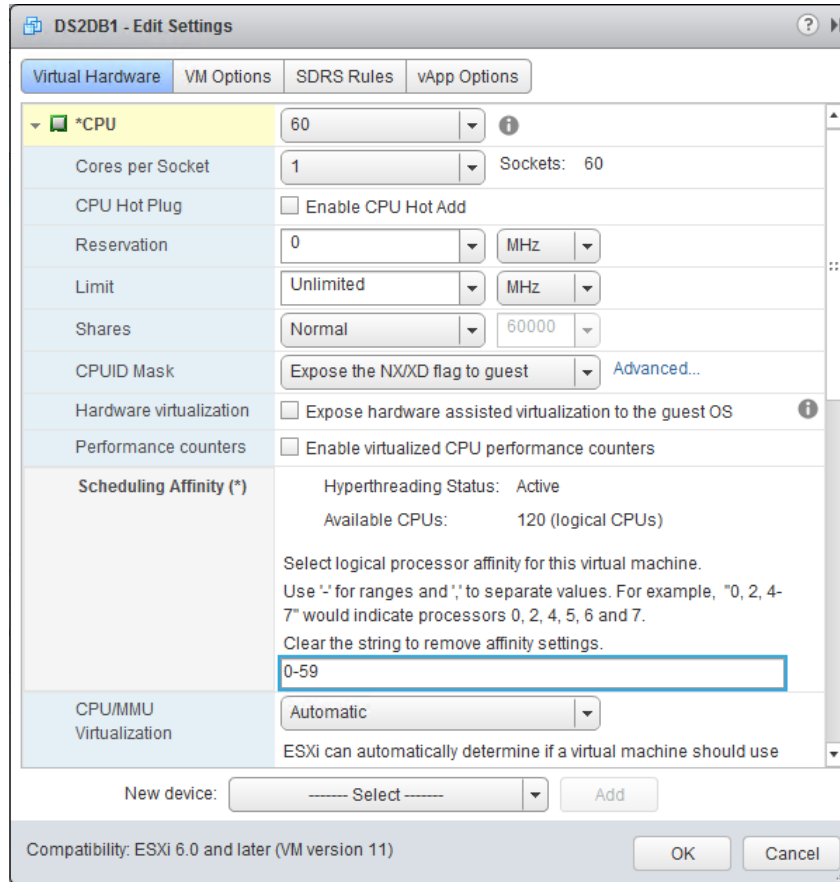 DS2DB1 - Edit Settings
Virtual Hardware VM Options SDRS Rules vApp Options
*CPU 60
Cores per Socket 1 Sockets: 60
CPU Hot Plug Enable CPU Hot Add
Reservation 0 MHz
Limit Unlimited MHz
Shares Normal 60000
CPUID Mask Expose the NX/XD flag to guest Advanced...
Hardware virtualization Expose hardware assisted virtualization to the guest OS
Performance counters Enable virtualized CPU performance counters
Scheduling Affinity (*) Hyperthreading Status: Active
Available CPUs: 120 (logical CPUs)
Select logical processor affinity for this virtual machine.
Use '-' for ranges and ',' to separate values. For example, "0, 2, 4-
7" would indicate processors 0, 2, 4, 5, 6 and 7.
Clear the string to remove affinity settings.
0-59
CPU/MMU
Virtualization Automatic
ESXi can automatically determine if a virtual machine should use
New device: ------- Select ------- Add
Compatibility: ESXi 6.0 and later (VM version 11) OK Cancel